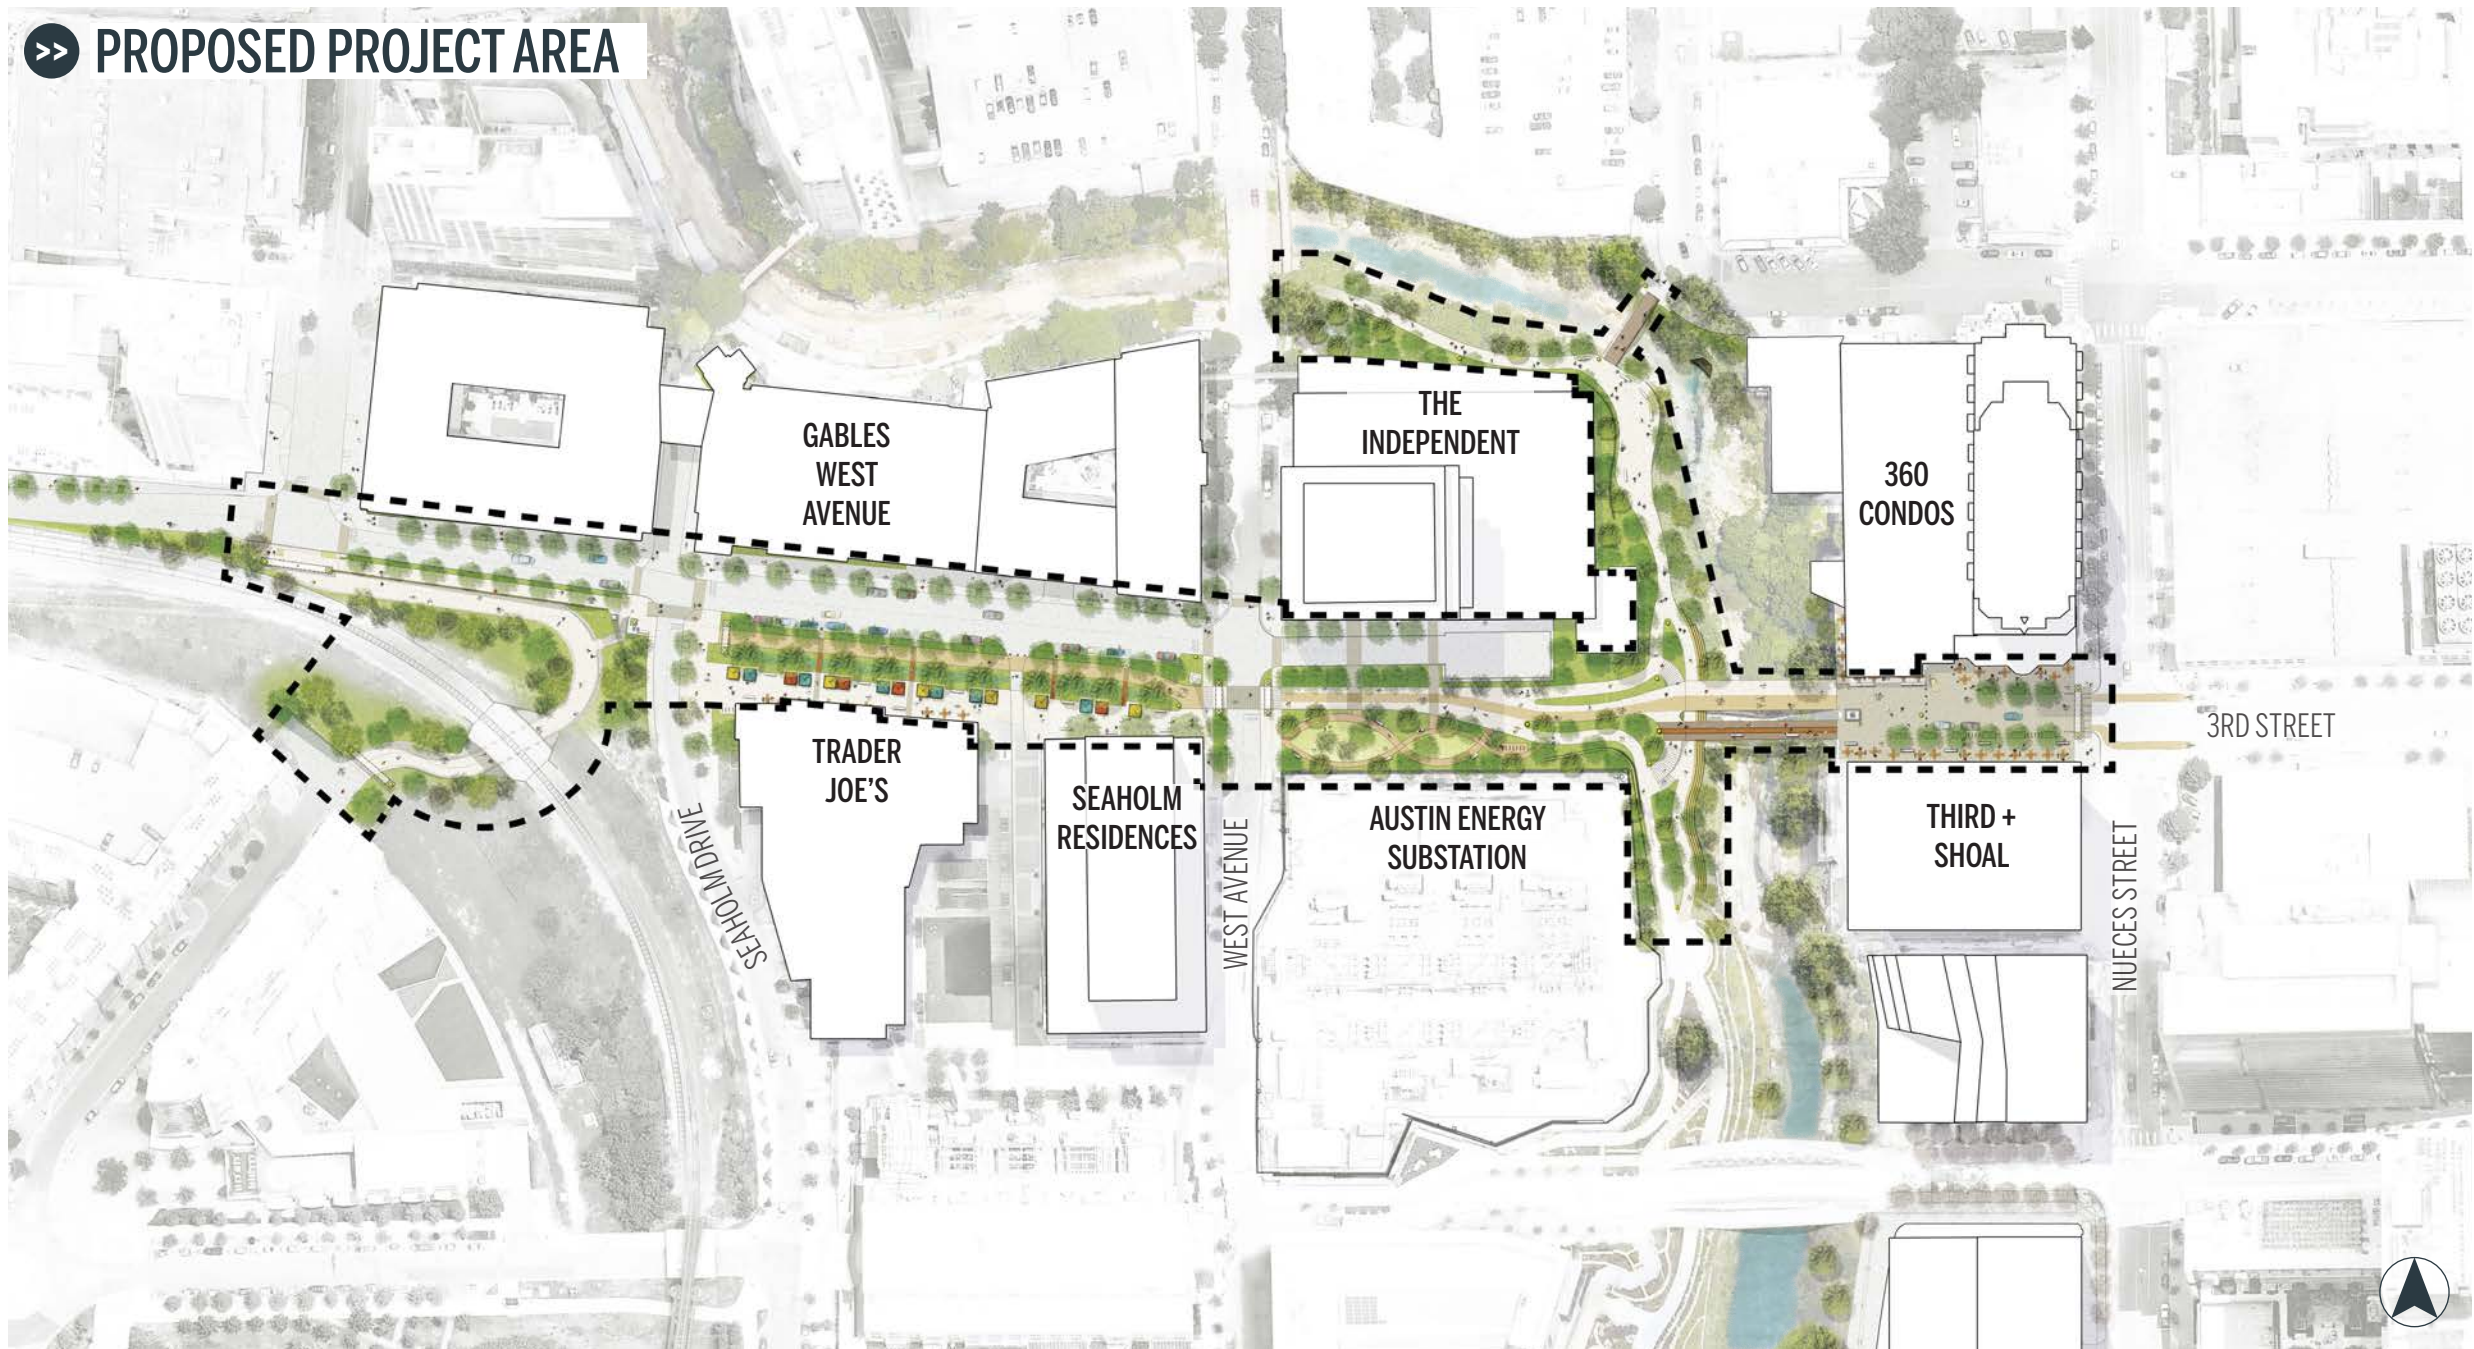 >> PROPOSED PROJECT AREA
THE
INDEPENDENT
GABLES
WEST
AVENUE
360
CONDOS
3RD STREET
TRADER
JOE'S
SEAHOLM
RESIDENCES
AUSTIN ENERGY
SUBSTATION
THIRD +
SHOAL
SEAHOLM DRIVE
WEST AVENUE
NUECES STREET